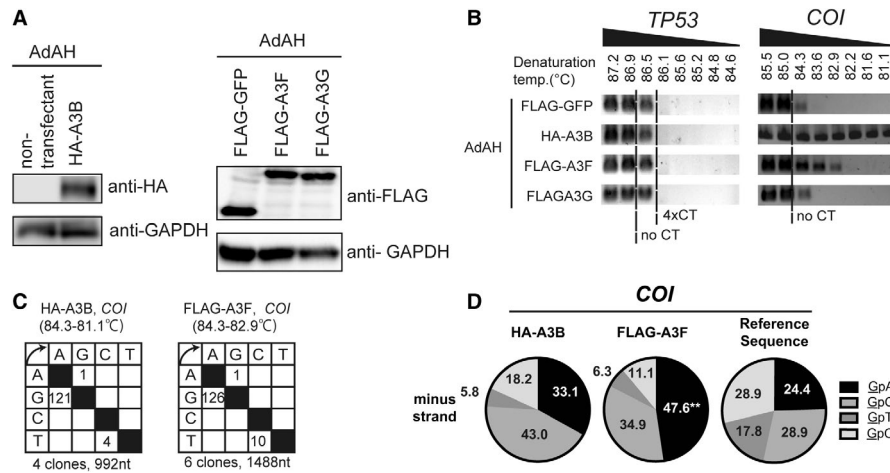 A
AdAH
non-
transfectant
HA-A3B
anti-HA
anti-GAPDH
AdAH
FLAG-GFP
FLAG-A3F
FLAG-A3G
anti-FLAG
anti- GAPDH
B
TP53
COI
Denaturation
temp.(°C)
87.2 86.9 86.5 86.1 85.6 85.2 84.8 84.6
85.5 85.0 84.3 83.6 82.9 82.2 81.6 81.1
AdAH
FLAG-GFP
HA-A3B
FLAG-A3F
FLAGA3G
4xCT
no CT
no CT
C
HA-A3B, COI
(84.3-81.1℃)
A G C T
A 1
G 121
C
T 4
4 clones, 992nt
FLAG-A3F, COI
(84.3-82.9℃)
A G C T
A 1
G 126
C
T 10
6 clones, 1488nt
D
COI
HA-A3B
FLAG-A3F
Reference
Sequence
minus
strand
33.1
43.0
5.8
18.2
47.6**
34.9
6.3
11.1
24.4
28.9
17.8
28.9
GpA
GpT